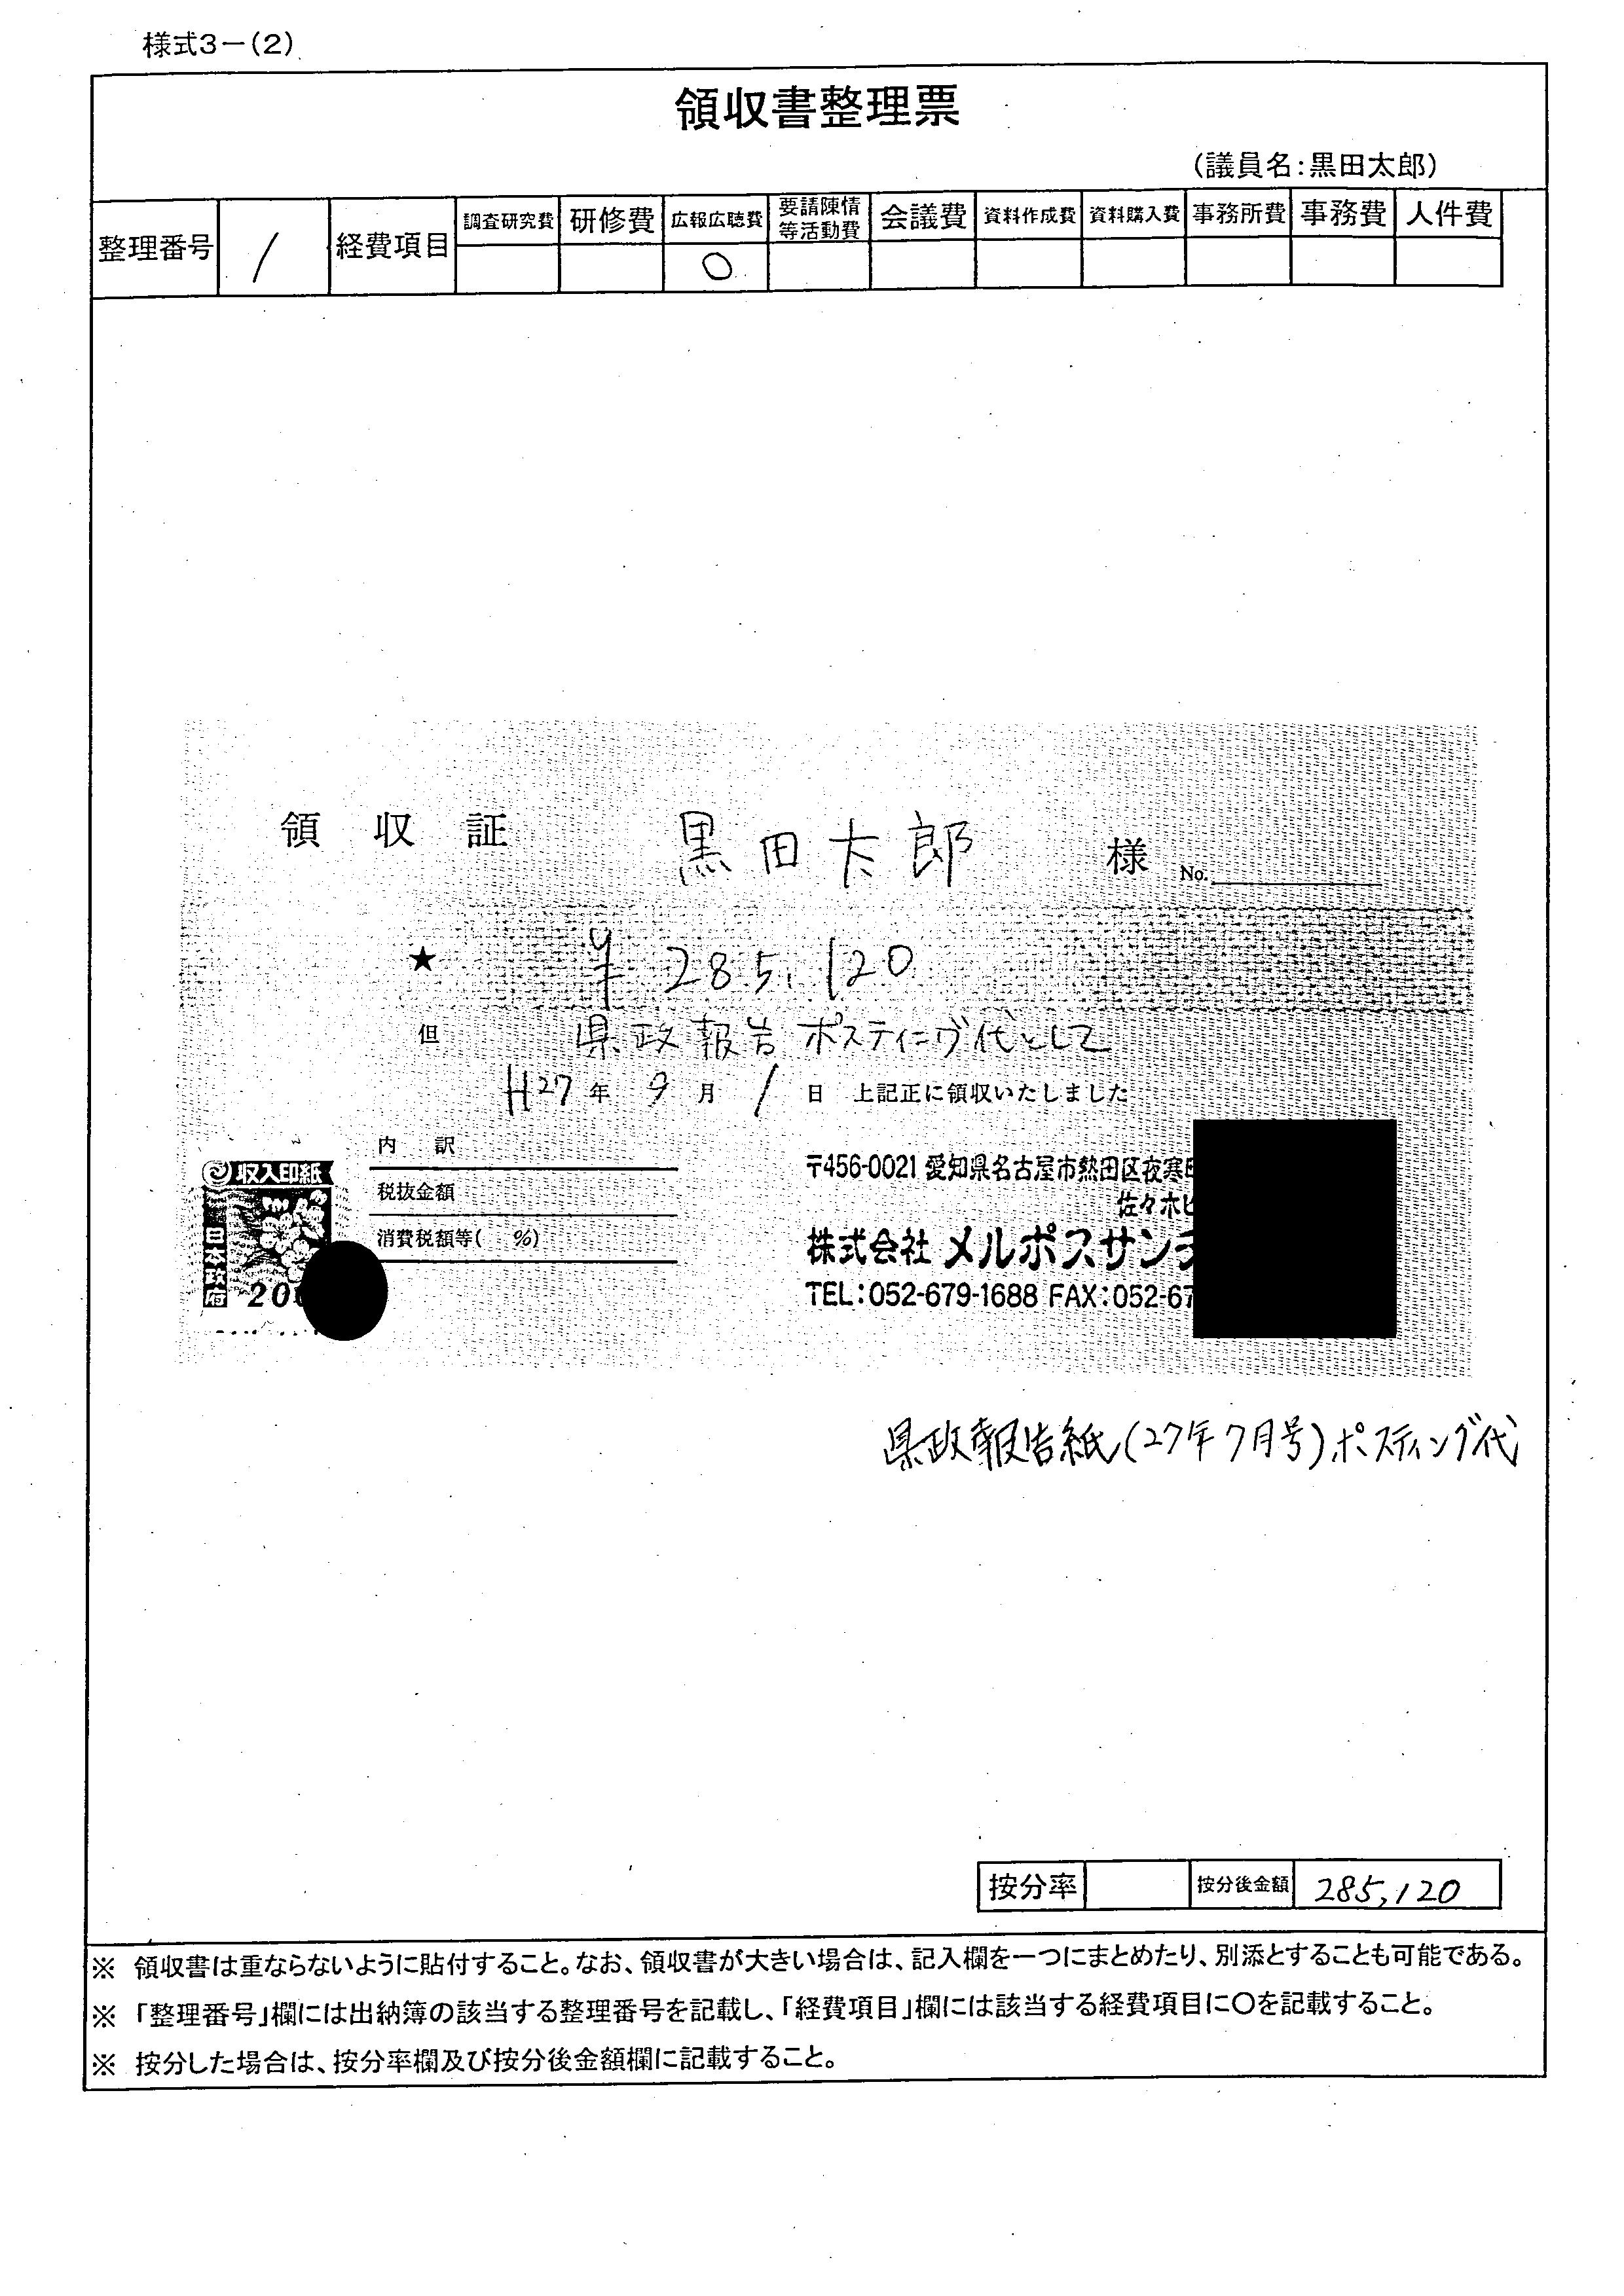 様式3－(2)
領収書整理票
(議員名:黒田太郎)
整理番号 1 経費項目 調査研究費 研修費 広報広聴費 要請陳情等活動費 会議費 資料作成費 資料購入費 事務所費 事務費 人件費
○
領収証 黒田太郎 様 No.
★ ¥285,120
但 県政報告ポスティング代として
H27年 9月 1日 上記正に領収いたしました
内訳
税抜金額
消費税額等( %)
収入印紙
日本政府
20
〒456-0021 愛知県名古屋市熱田区夜寒
佐々木ビ
株式会社 メルポスサン
TEL:052-679-1688 FAX:052-67
県政報告紙(27年7月号)ポスティング代
按分率 按分後金額 285,120
※ 領収書は重ならないように貼付すること。なお、領収書が大きい場合は、記入欄を一つにまとめたり、別添とすることも可能である。
※ 「整理番号」欄には出納簿の該当する整理番号を記載し、「経費項目」欄には該当する経費項目に○を記載すること。
※ 按分した場合は、按分率欄及び按分後金額欄に記載すること。